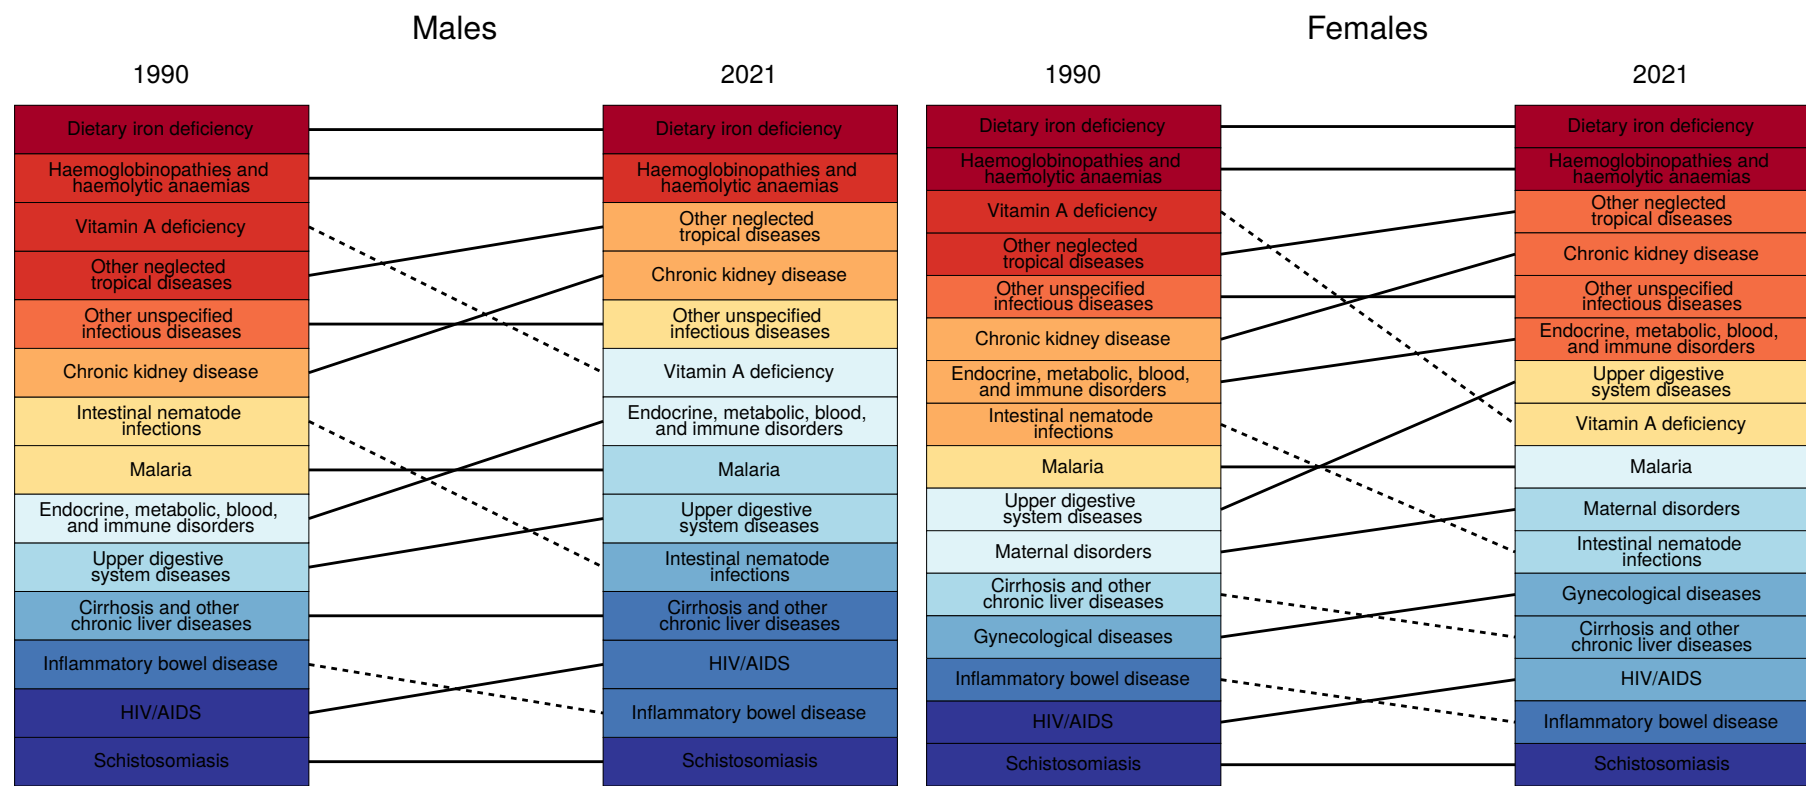 Males
1990
2021
Dietary iron deficiency
Haemoglobinopathies and
haemolytic anaemias
Vitamin A deficiency
Other neglected
tropical diseases
Other unspecified
infectious diseases
Chronic kidney disease
Intestinal nematode
infections
Malaria
Endocrine, metabolic, blood,
and immune disorders
Upper digestive
system diseases
Cirrhosis and other
chronic liver diseases
Inflammatory bowel disease
HIV/AIDS
Schistosomiasis
Dietary iron deficiency
Haemoglobinopathies and
haemolytic anaemias
Other neglected
tropical diseases
Chronic kidney disease
Other unspecified
infectious diseases
Vitamin A deficiency
Endocrine, metabolic, blood,
and immune disorders
Malaria
Upper digestive
system diseases
Intestinal nematode
infections
Cirrhosis and other
chronic liver diseases
HIV/AIDS
Inflammatory bowel disease
Schistosomiasis
Females
1990
2021
Dietary iron deficiency
Haemoglobinopathies and
haemolytic anaemias
Vitamin A deficiency
Other neglected
tropical diseases
Other unspecified
infectious diseases
Chronic kidney disease
Endocrine, metabolic, blood,
and immune disorders
Intestinal nematode
infections
Malaria
Upper digestive
system diseases
Maternal disorders
Cirrhosis and other
chronic liver diseases
Gynecological diseases
Inflammatory bowel disease
HIV/AIDS
Schistosomiasis
Dietary iron deficiency
Haemoglobinopathies and
haemolytic anaemias
Other neglected
tropical diseases
Chronic kidney disease
Other unspecified
infectious diseases
Endocrine, metabolic, blood,
and immune disorders
Upper digestive
system diseases
Vitamin A deficiency
Malaria
Maternal disorders
Intestinal nematode
infections
Gynecological diseases
Cirrhosis and other
chronic liver diseases
HIV/AIDS
Inflammatory bowel disease
Schistosomiasis